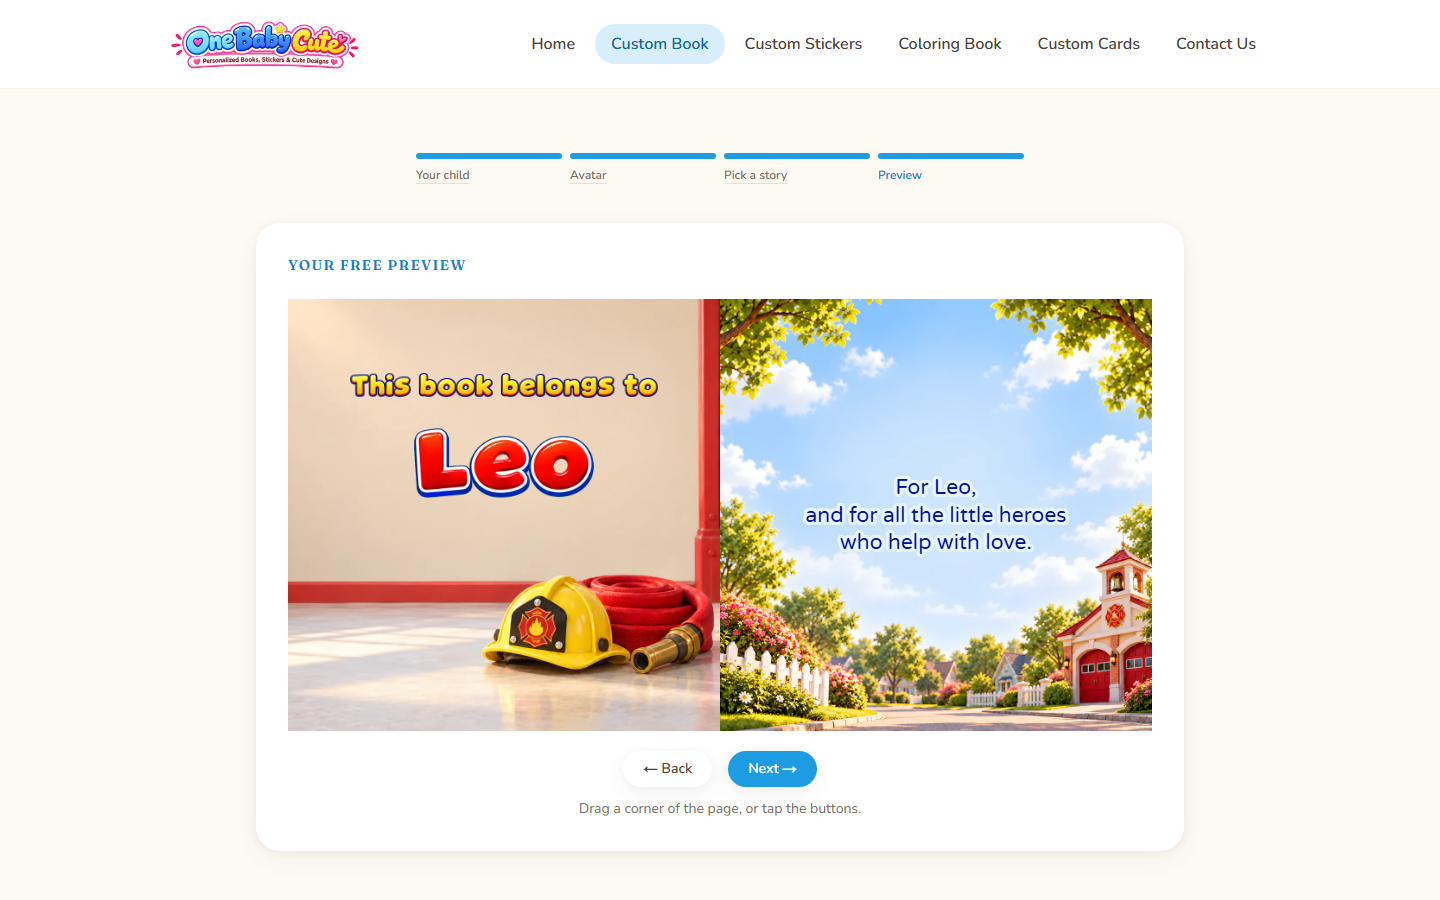 OneBabyCute
Personalized Books, Stickers & Cute Designs
Home
Custom Book
Custom Stickers
Coloring Book
Custom Cards
Contact Us
Your child
Avatar
Pick a story
Preview
YOUR FREE PREVIEW
This book belongs to
Leo
For Leo,
and for all the little heroes
who help with love.
← Back
Next →
Drag a corner of the page, or tap the buttons.